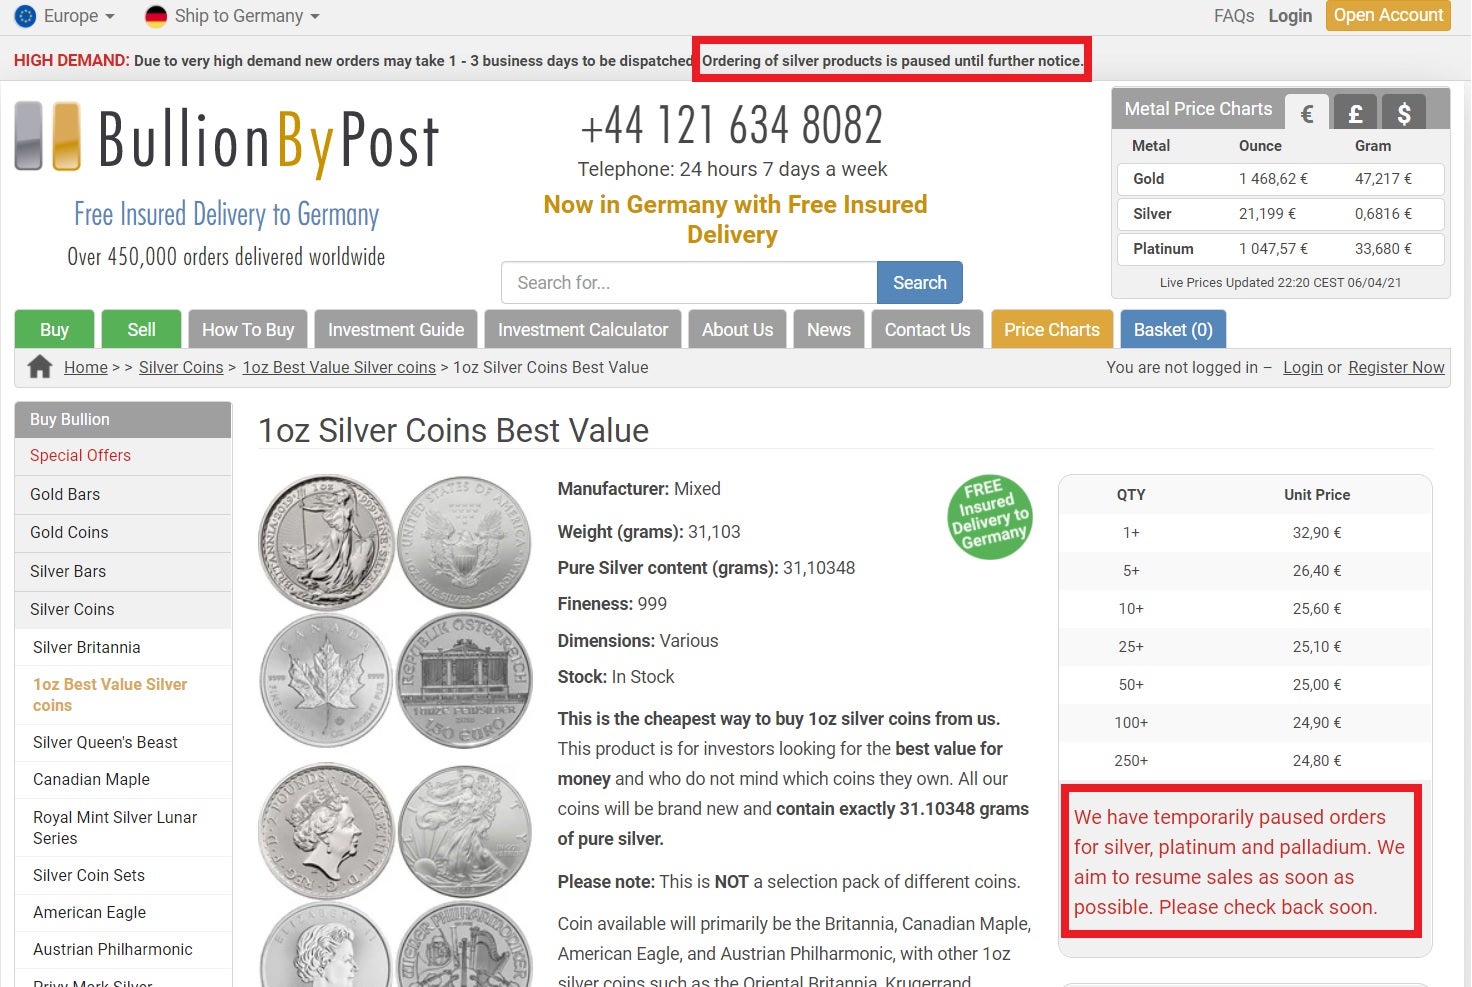 Europe
Ship to Germany
FAQs Login Open Account
HIGH DEMAND: Due to very high demand new orders may take 1 - 3 business days to be dispatched. Ordering of silver products is paused until further notice.
BullionByPost
Free Insured Delivery to Germany
Over 450,000 orders delivered worldwide
+44 121 634 8082
Telephone: 24 hours 7 days a week
Now in Germany with Free Insured
Delivery
Search for... Search
Metal Price Charts € £ $
Metal Ounce Gram
Gold 1 468,62 € 47,217 €
Silver 21,199 € 0,6816 €
Platinum 1 047,57 € 33,680 €
Live Prices Updated 22:20 CEST 06/04/21
Buy Sell How To Buy Investment Guide Investment Calculator About Us News Contact Us Price Charts Basket (0)
Home > > Silver Coins > 1oz Best Value Silver coins > 1oz Silver Coins Best Value
You are not logged in – Login or Register Now
Buy Bullion
Special Offers
Gold Bars
Gold Coins
Silver Bars
Silver Coins
Silver Britannia
1oz Best Value Silver
coins
Silver Queen's Beast
Canadian Maple
Royal Mint Silver Lunar
Series
Silver Coin Sets
American Eagle
Austrian Philharmonic
Privy Mark Silver
1oz Silver Coins Best Value
Manufacturer: Mixed
Weight (grams): 31,103
Pure Silver content (grams): 31,10348
Fineness: 999
Dimensions: Various
Stock: In Stock
This is the cheapest way to buy 1oz silver coins from us.
This product is for investors looking for the best value for
money and who do not mind which coins they own. All our
coins will be brand new and contain exactly 31.10348 grams
of pure silver.
Please note: This is NOT a selection pack of different coins.
Coin available will primarily be the Britannia, Canadian Maple,
American Eagle, and Austrian Philharmonic, with other 1oz
silver coins such as the Oriental Britannia, Krugerrand,
FREE
Insured
Delivery to
Germany
QTY Unit Price
1+ 32,90 €
5+ 26,40 €
10+ 25,60 €
25+ 25,10 €
50+ 25,00 €
100+ 24,90 €
250+ 24,80 €
We have temporarily paused orders
for silver, platinum and palladium. We
aim to resume sales as soon as
possible. Please check back soon.